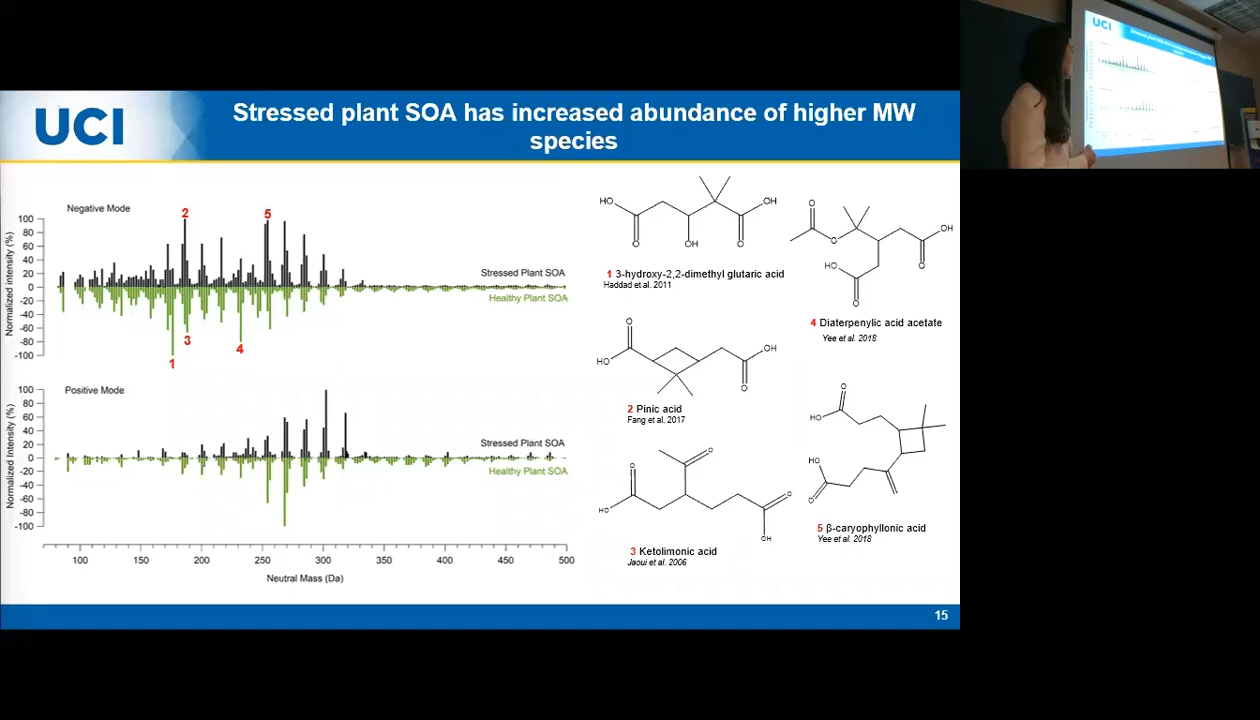 UCI
Stressed plant SOA has increased abundance of higher MW
species
Negative Mode
Normalized intensity (%)
100
80
60
40
20
0
-20
-40
-60
-80
-100
2
5
3
4
1
Stressed Plant SOA
Healthy Plant SOA
Positive Mode
Normalized Intensity (%)
100
80
60
40
20
0
-20
-40
-60
-80
-100
Stressed Plant SOA
Healthy Plant SOA
100 150 200 250 300 350 400 450 500
Neutral Mass (Da)
HO O OH O OH
1 3-hydroxy-2,2-dimethyl glutaric acid
Haddad et al. 2011
O HO O OH
2 Pinic acid
Fang et al. 2017
O O HO O OH
3 Ketolimonic acid
Jaoui et al. 2006
O O OH O HO O
4 Diaterpenylic acid acetate
Yee et al. 2018
O HO HO O
5 β-caryophyllonic acid
Yee et al. 2018
15
UCI